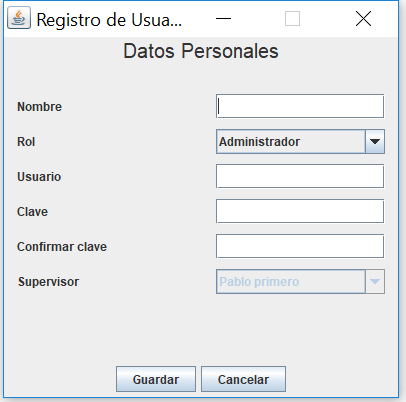 Registro de Usua...
Datos Personales
Nombre
Rol Administrador
Usuario
Clave
Confirmar clave
Supervisor Pablo primero
Guardar Cancelar